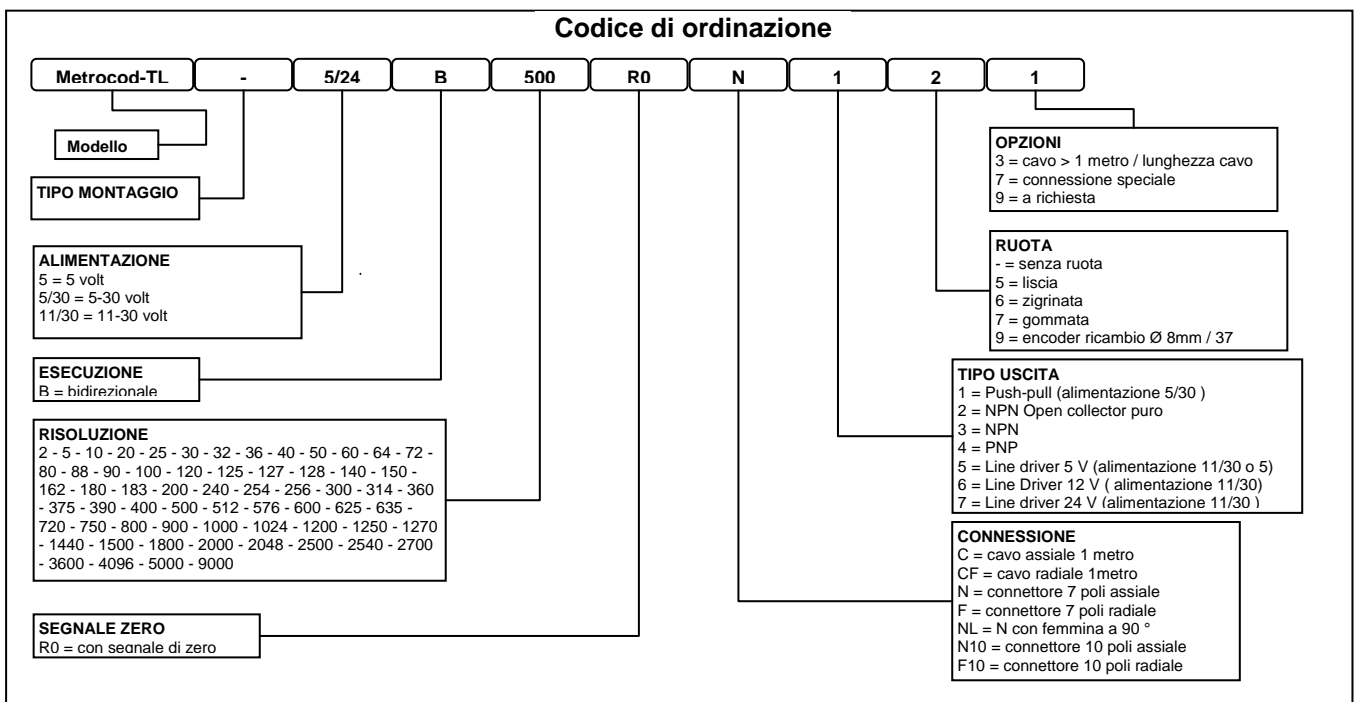 Codice di ordinazione
Metrocod-TL - 5/24 B 500 R0 N 1 2 1
Modello
TIPO MONTAGGIO
ALIMENTAZIONE
5 = 5 volt
5/30 = 5-30 volt
11/30 = 11-30 volt
.
ESECUZIONE
B = bidirezionale
RISOLUZIONE
2 - 5 - 10 - 20 - 25 - 30 - 32 - 36 - 40 - 50 - 60 - 64 - 72 -
80 - 88 - 90 - 100 - 120 - 125 - 127 - 128 - 140 - 150 -
162 - 180 - 183 - 200 - 240 - 254 - 256 - 300 - 314 - 360
- 375 - 390 - 400 - 500 - 512 - 576 - 600 - 625 - 635 -
720 - 750 - 800 - 900 - 1000 - 1024 - 1200 - 1250 - 1270
- 1440 - 1500 - 1800 - 2000 - 2048 - 2500 - 2540 - 2700
- 3600 - 4096 - 5000 - 9000
SEGNALE ZERO
R0 = con segnale di zero
OPZIONI
3 = cavo > 1 metro / lunghezza cavo
7 = connessione speciale
9 = a richiesta
RUOTA
- = senza ruota
5 = liscia
6 = zigrinata
7 = gommata
9 = encoder ricambio Ø 8mm / 37
TIPO USCITA
1 = Push-pull (alimentazione 5/30 )
2 = NPN Open collector puro
3 = NPN
4 = PNP
5 = Line driver 5 V (alimentazione 11/30 o 5)
6 = Line Driver 12 V ( alimentazione 11/30)
7 = Line driver 24 V (alimentazione 11/30 )
CONNESSIONE
C = cavo assiale 1 metro
CF = cavo radiale 1metro
N = connettore 7 poli assiale
F = connettore 7 poli radiale
NL = N con femmina a 90 °
N10 = connettore 10 poli assiale
F10 = connettore 10 poli radiale